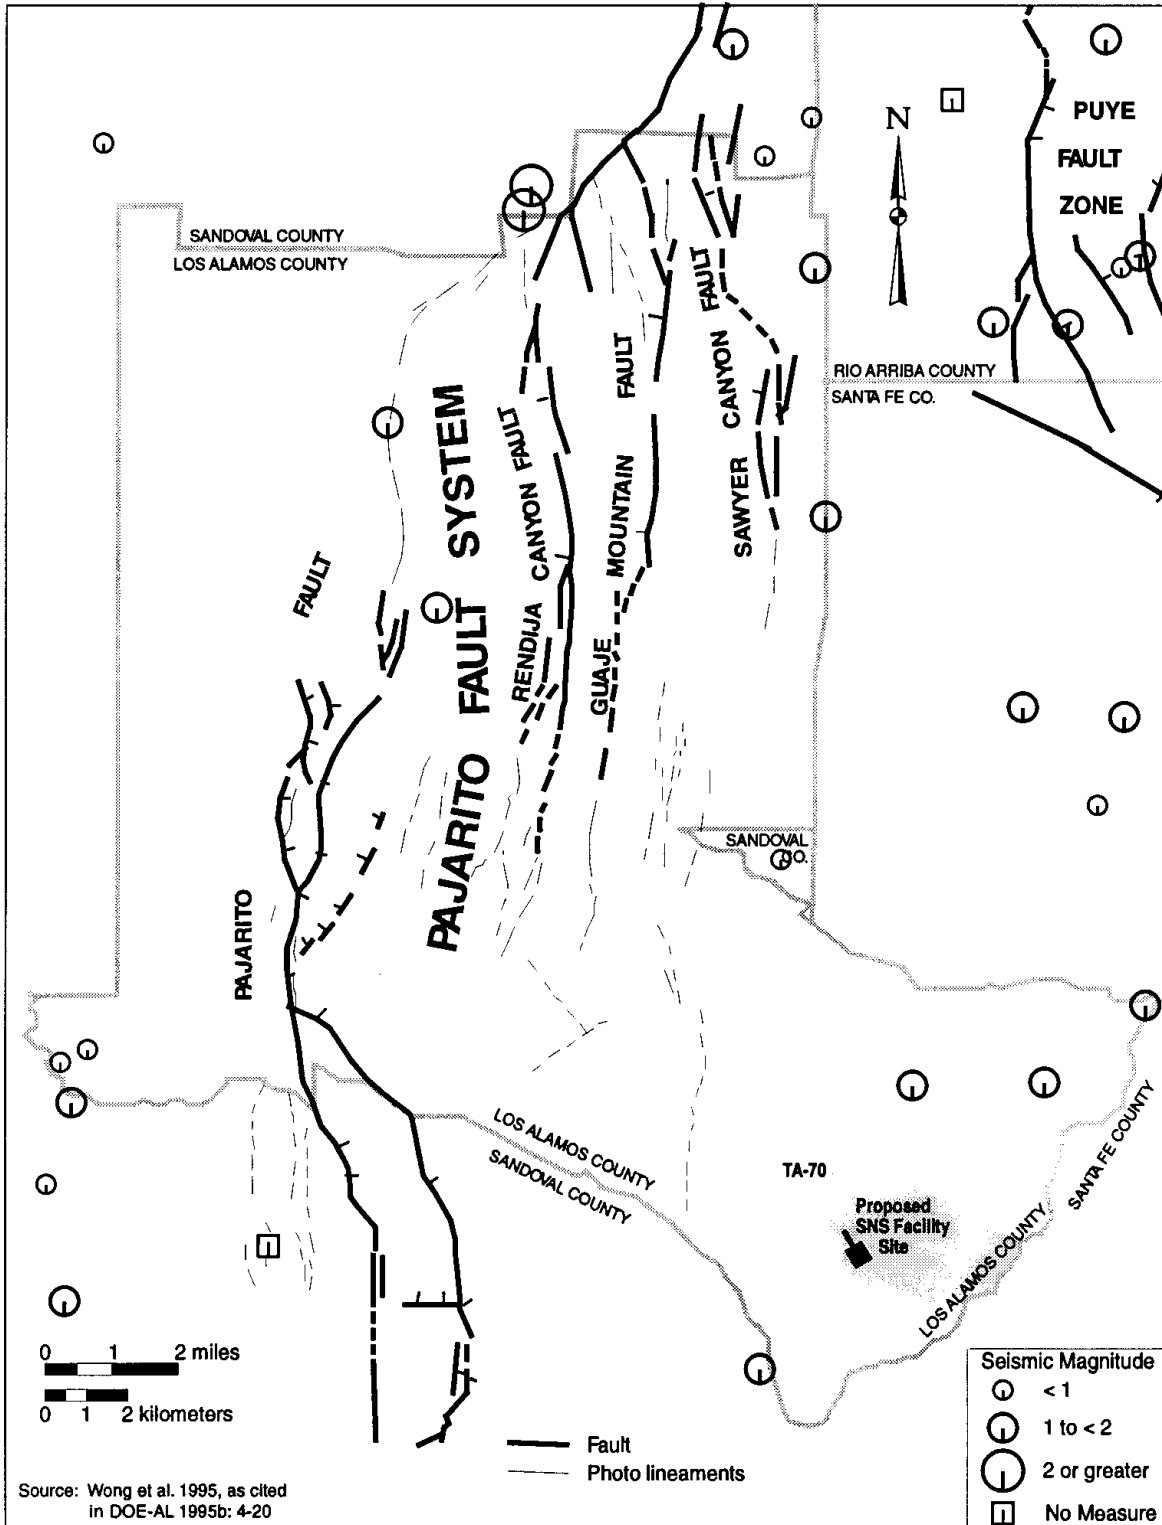 N
PUYE
FAULT
ZONE
SANDOVAL COUNTY
LOS ALAMOS COUNTY
RIO ARRIBA COUNTY
SANTA FE CO.
PAJARITO FAULT SYSTEM
RENDIJA CANYON FAULT
GUAJE MOUNTAIN FAULT
SAWYER CANYON FAULT
PAJARITO FAULT
SANDOVAL
CO.
LOS ALAMOS COUNTY
SANDOVAL COUNTY
SANTA FE COUNTY
LOS ALAMOS COUNTY
TA-70
Proposed
SNS Facility
Site
0 1 2 miles
0 1 2 kilometers
Fault
Photo lineaments
Source: Wong et al. 1995, as cited
in DOE-AL 1995b: 4-20
Seismic Magnitude
< 1
1 to < 2
2 or greater
No Measure